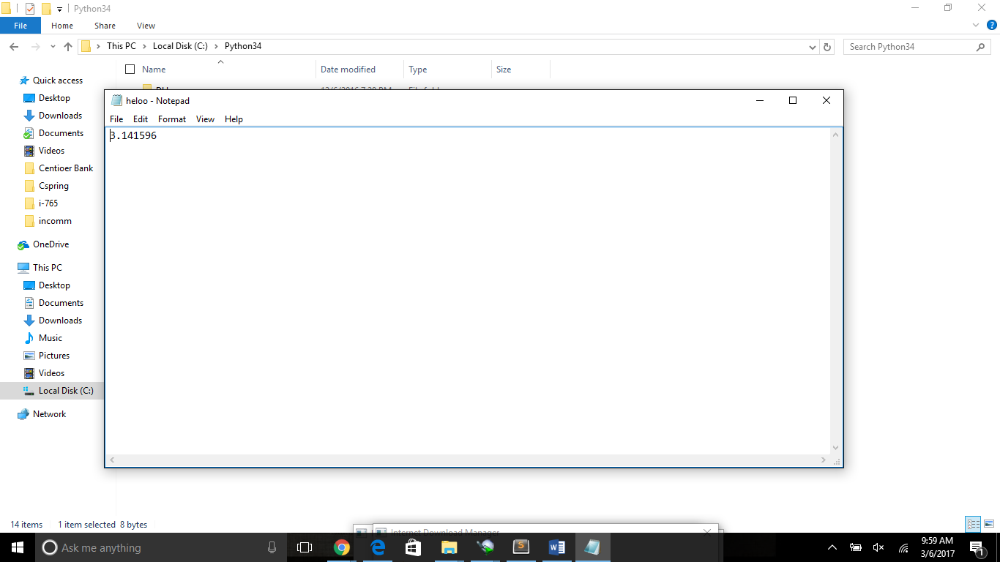 Python34
File Home Share View
This PC Local Disk (C:) Python34
Search Python34
Name Date modified Type Size
Quick access
Desktop
Downloads
Documents
Videos
Centioer Bank
Cspring
i-765
incomm
OneDrive
This PC
Desktop
Documents
Downloads
Music
Pictures
Videos
Local Disk (C:)
Network
heloo - Notepad
File Edit Format View Help
3.141596
14 items 1 item selected 8 bytes
Internet Download Manager
Ask me anything
9:59 AM
3/6/2017
1